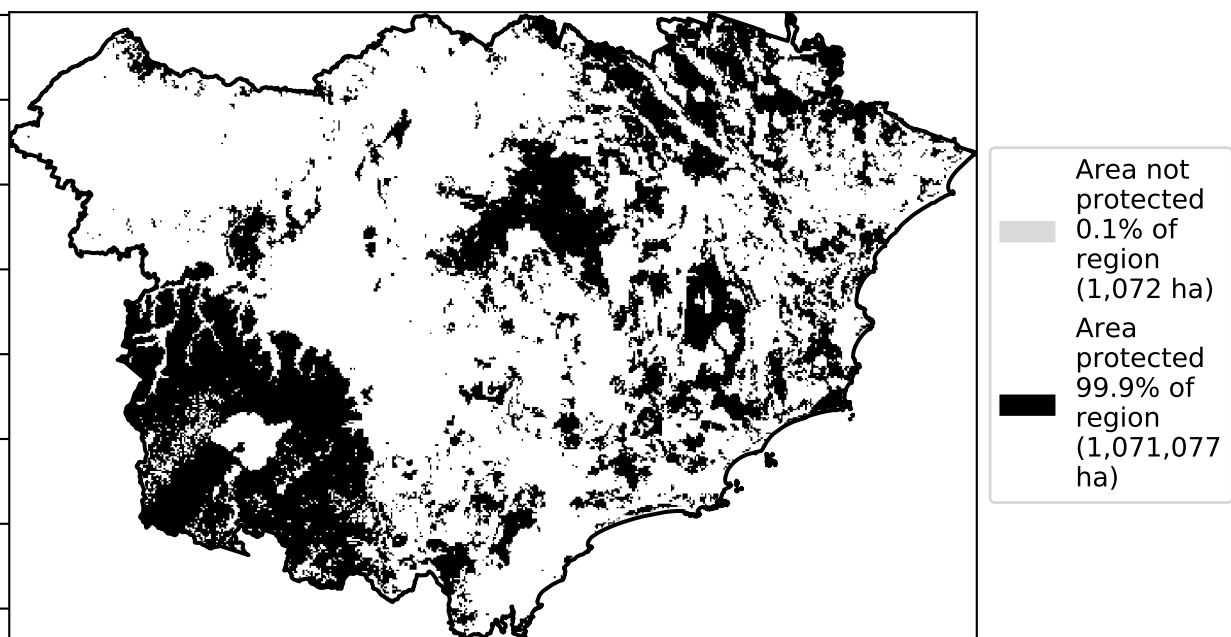 Area not
protected
0.1% of
region
(1,072 ha)
Area
protected
99.9% of
region
(1,071,077
ha)